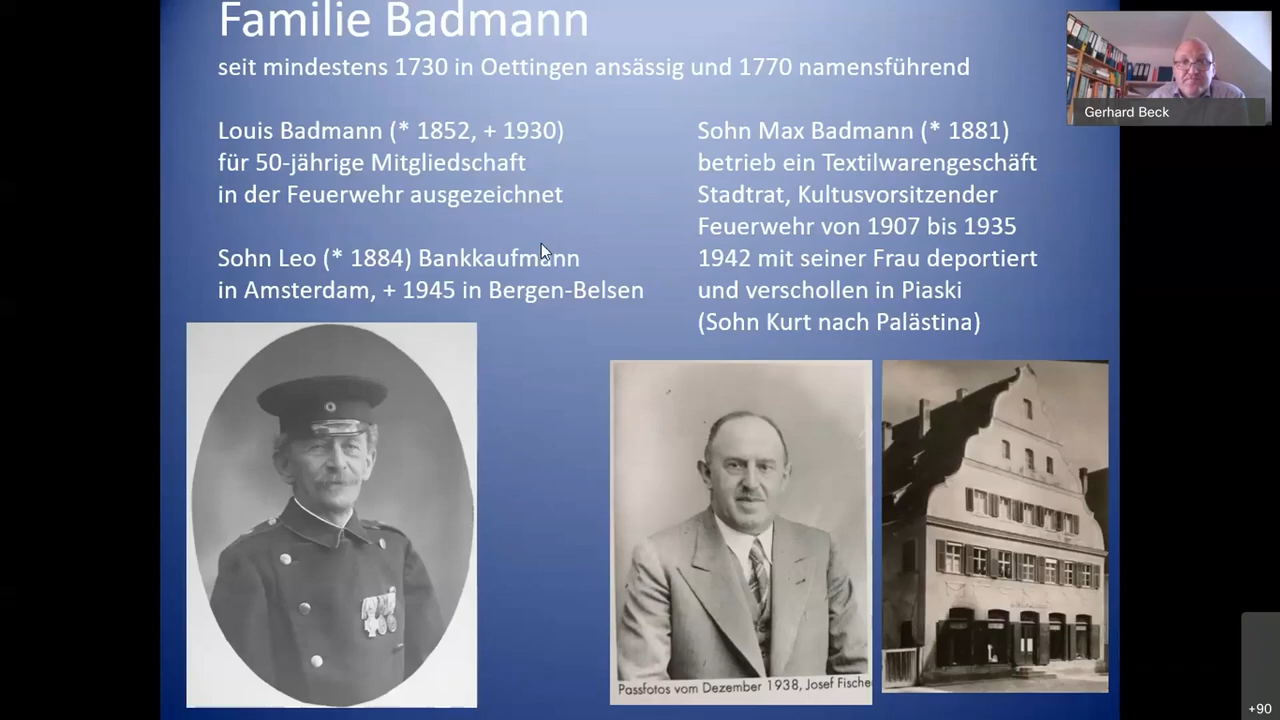 Familie Badmann
seit mindestens 1730 in Oettingen ansässig und 1770 namensführend
Louis Badmann (* 1852, + 1930)
für 50-jährige Mitgliedschaft
in der Feuerwehr ausgezeichnet
Sohn Leo (* 1884) Bankkaufmann
in Amsterdam, + 1945 in Bergen-Belsen
Sohn Max Badmann (* 1881)
betrieb ein Textilwarengeschäft
Stadtrat, Kultusvorsitzender
Feuerwehr von 1907 bis 1935
1942 mit seiner Frau deportiert
und verschollen in Piaski
(Sohn Kurt nach Palästina)
Passfotos vom Dezember 1938, Josef Fische
Gerhard Beck
+90